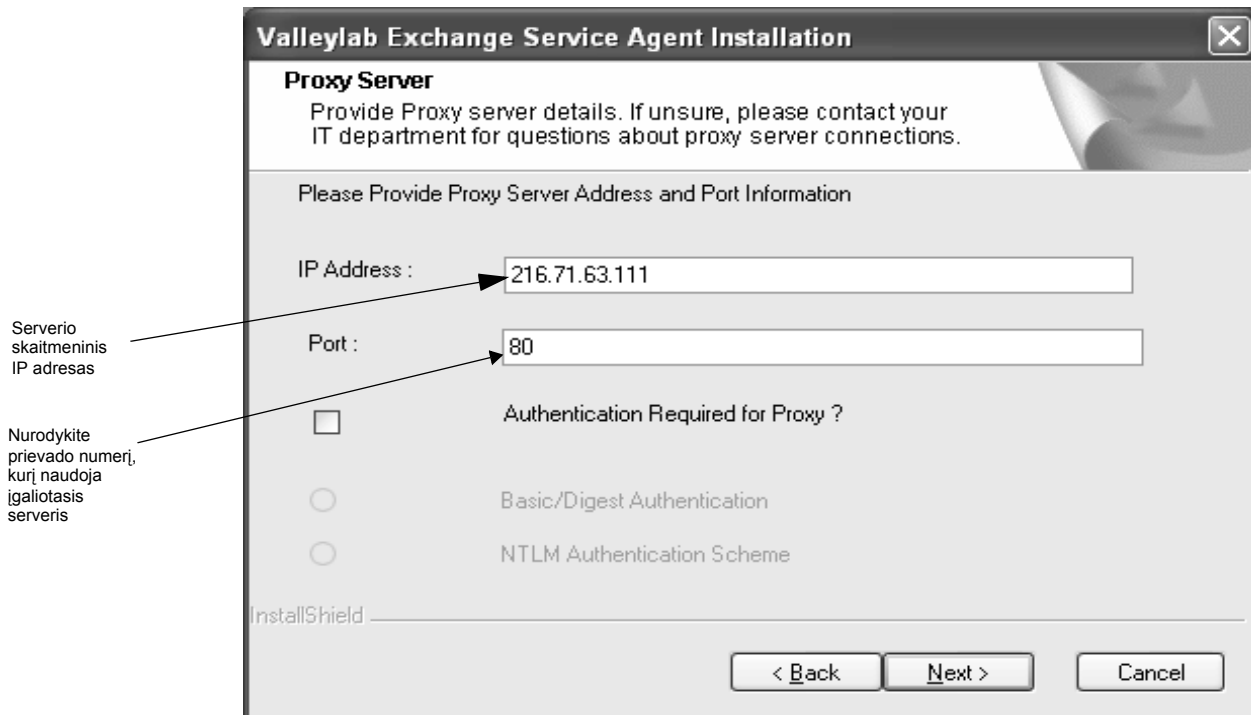 Valleylab Exchange Service Agent Installation
Proxy Server
Provide Proxy server details. If unsure, please contact your
IT department for questions about proxy server connections.
Please Provide Proxy Server Address and Port Information
IP Address :
216.71.63.111
Serverio
skaitmeninis
IP adresas
Port :
80
Nurodykite
prievado numerį,
kurį naudoja
įgaliotasis
serveris
Authentication Required for Proxy ?
Basic/Digest Authentication
NTLM Authentication Scheme
InstallShield
< Back
Next >
Cancel